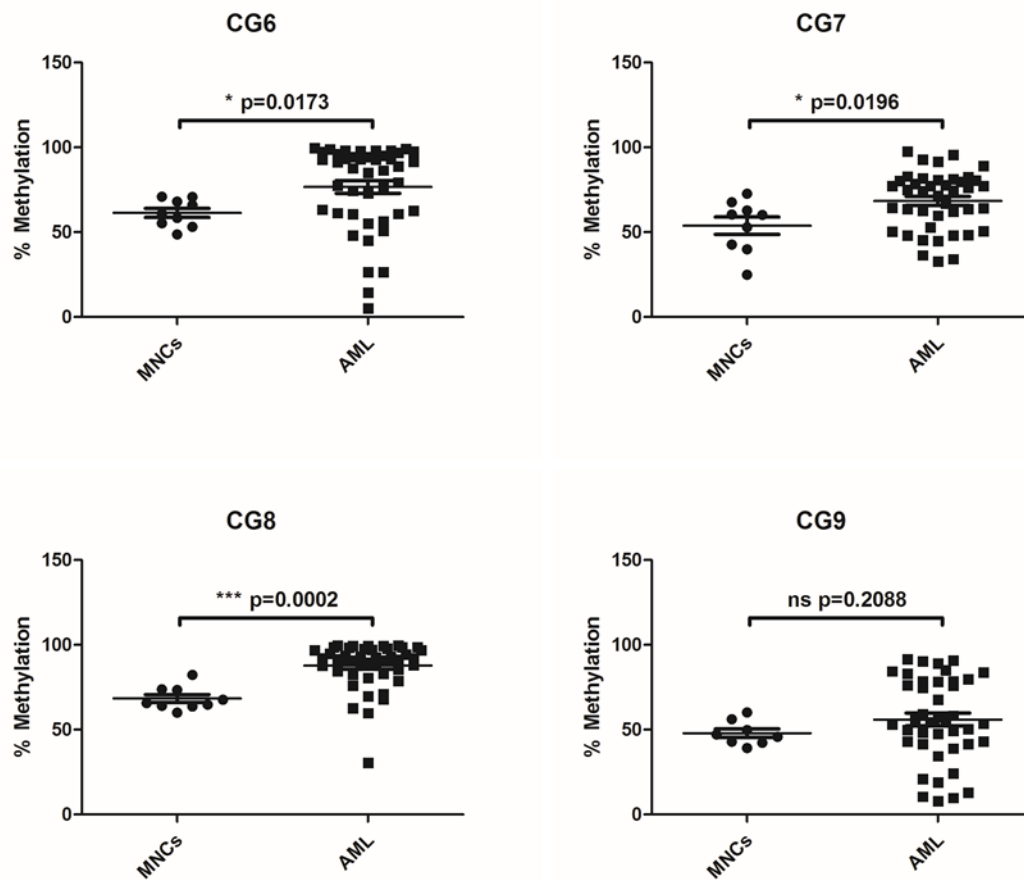 CG6
150
100
50
0
% Methylation
* p=0.0173
MNCs
AML
CG7
150
100
50
0
% Methylation
* p=0.0196
MNCs
AML
CG8
150
100
50
0
% Methylation
*** p=0.0002
MNCs
AML
CG9
150
100
50
0
% Methylation
ns p=0.2088
MNCs
AML